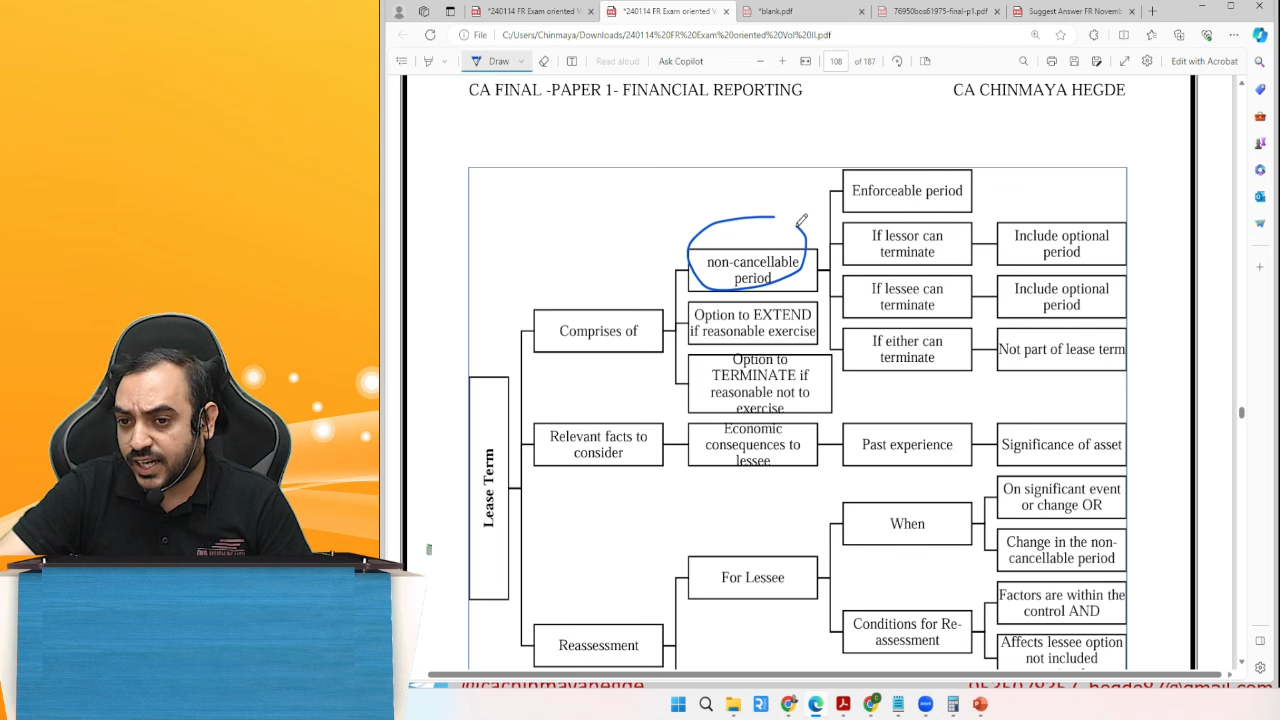 *240114 FR Exam oriented V
*240114 FR Exam oriented V
*blank.pdf
76950bos61975-final-p1.pdf
Suggest Answer FR Novemb
File
C:/Users/Chinmaya/Downloads/240114%20FR%20Exam%20oriented%20Vol%20II.pdf
Draw
Read aloud
Ask Copilot
108
of 187
Edit with Acrobat
CA FINAL -PAPER 1- FINANCIAL REPORTING
CA CHINMAYA HEGDE
Lease Term
Comprises of
non-cancellable
period
Enforceable period
If lessor can
terminate
Include optional
period
If lessee can
terminate
Include optional
period
If either can
terminate
Not part of lease term
Option to EXTEND
if reasonable exercise
Option to
TERMINATE if
reasonable not to
exercise
Relevant facts to
consider
Economic
consequences to
lessee
Past experience
Significance of asset
Reassessment
For Lessee
When
On significant event
or change OR
Change in the non-
cancellable period
Conditions for Re-
assessment
Factors are within the
control AND
Affects lessee option
not included